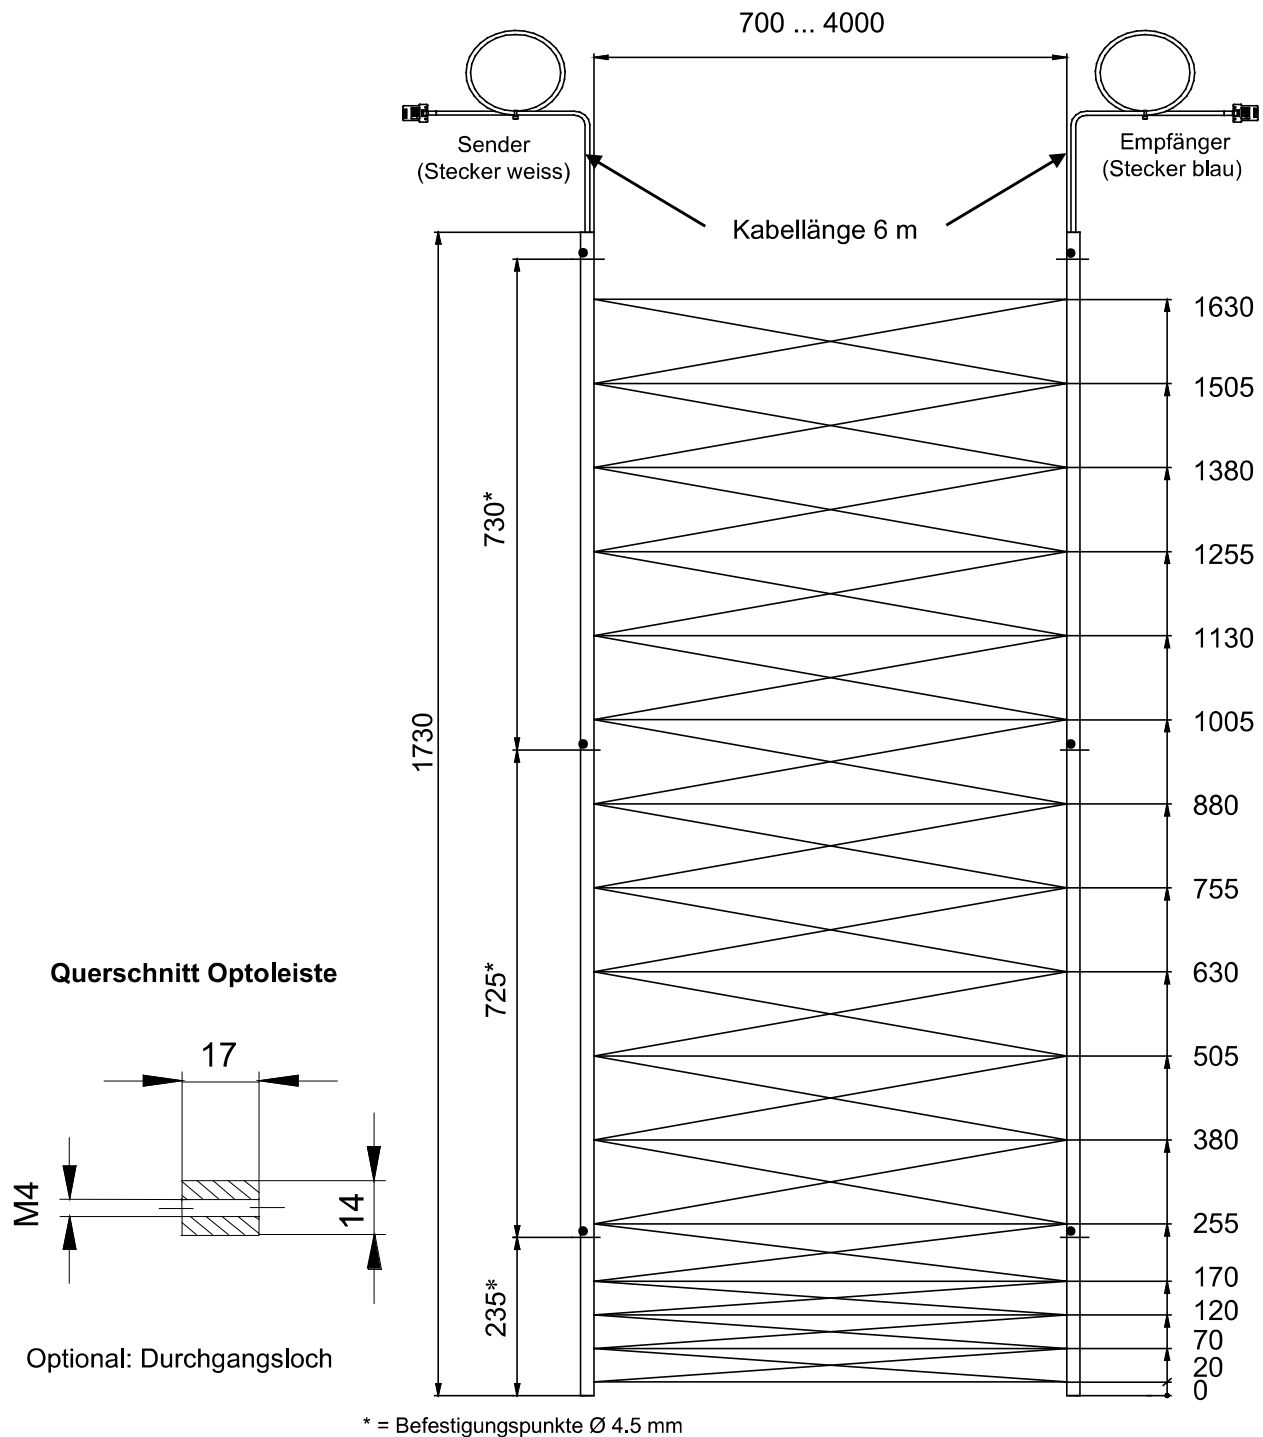 700 ... 4000
Sender
(Stecker weiss)
Empfänger
(Stecker blau)
Kabellänge 6 m
1630
1505
1380
1255
1130
1005
880
755
630
505
380
255
170
120
70
20
0
730*
1730
725*
235*
Querschnitt Optoleiste
17
M4
14
Optional: Durchgangsloch
* = Befestigungspunkte Ø 4.5 mm